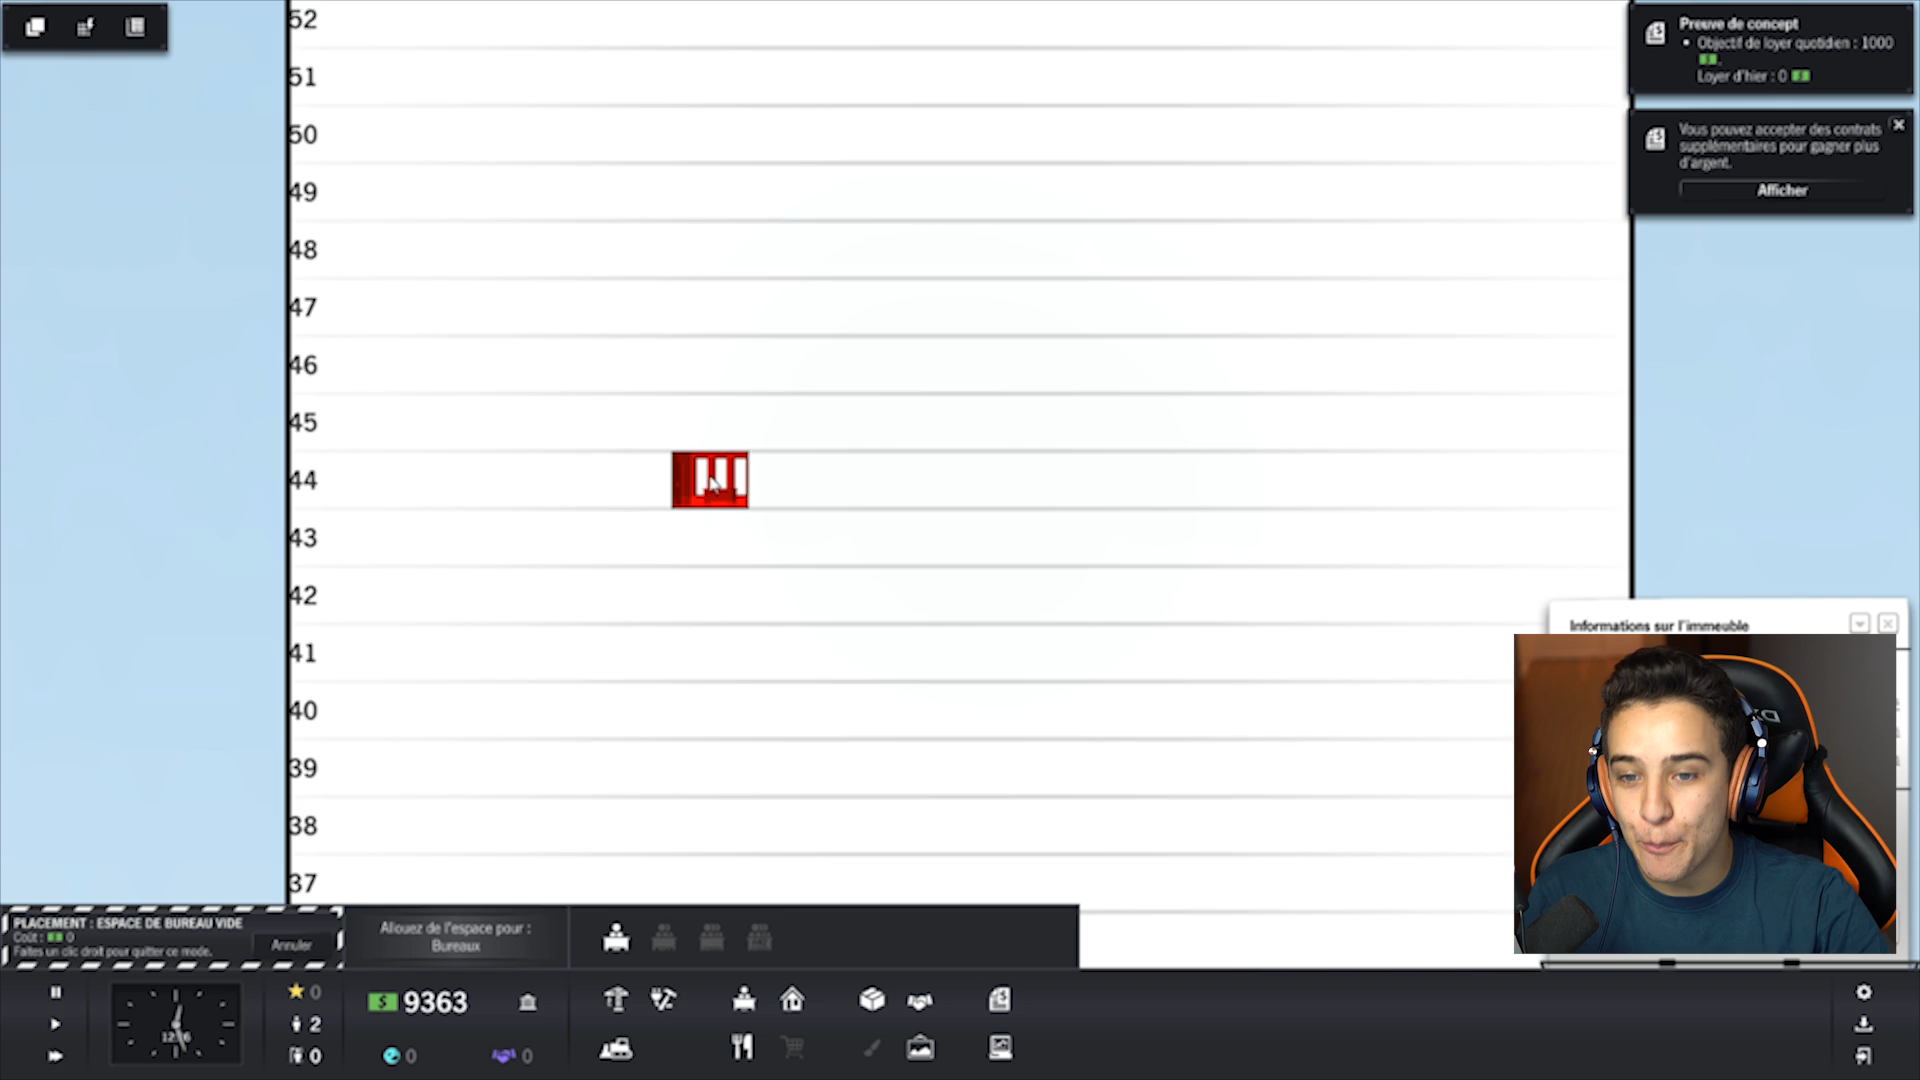 52
51
50
49
48
47
46
45
44
43
42
41
40
39
38
37
Preuve de concept
• Objectif de loyer quotidien : 1000
.
Loyer d'hier : 0
Vous pouvez accepter des contrats
supplémentaires pour gagner plus
d'argent.
Afficher
Informations sur l'immeuble
PLACEMENT : ESPACE DE BUREAU VIDE
Coût : 0
Faites un clic droit pour quitter ce mode.
Annuler
Allouez de l'espace pour :
Bureaux
0
2
0
$ 9363
0
0